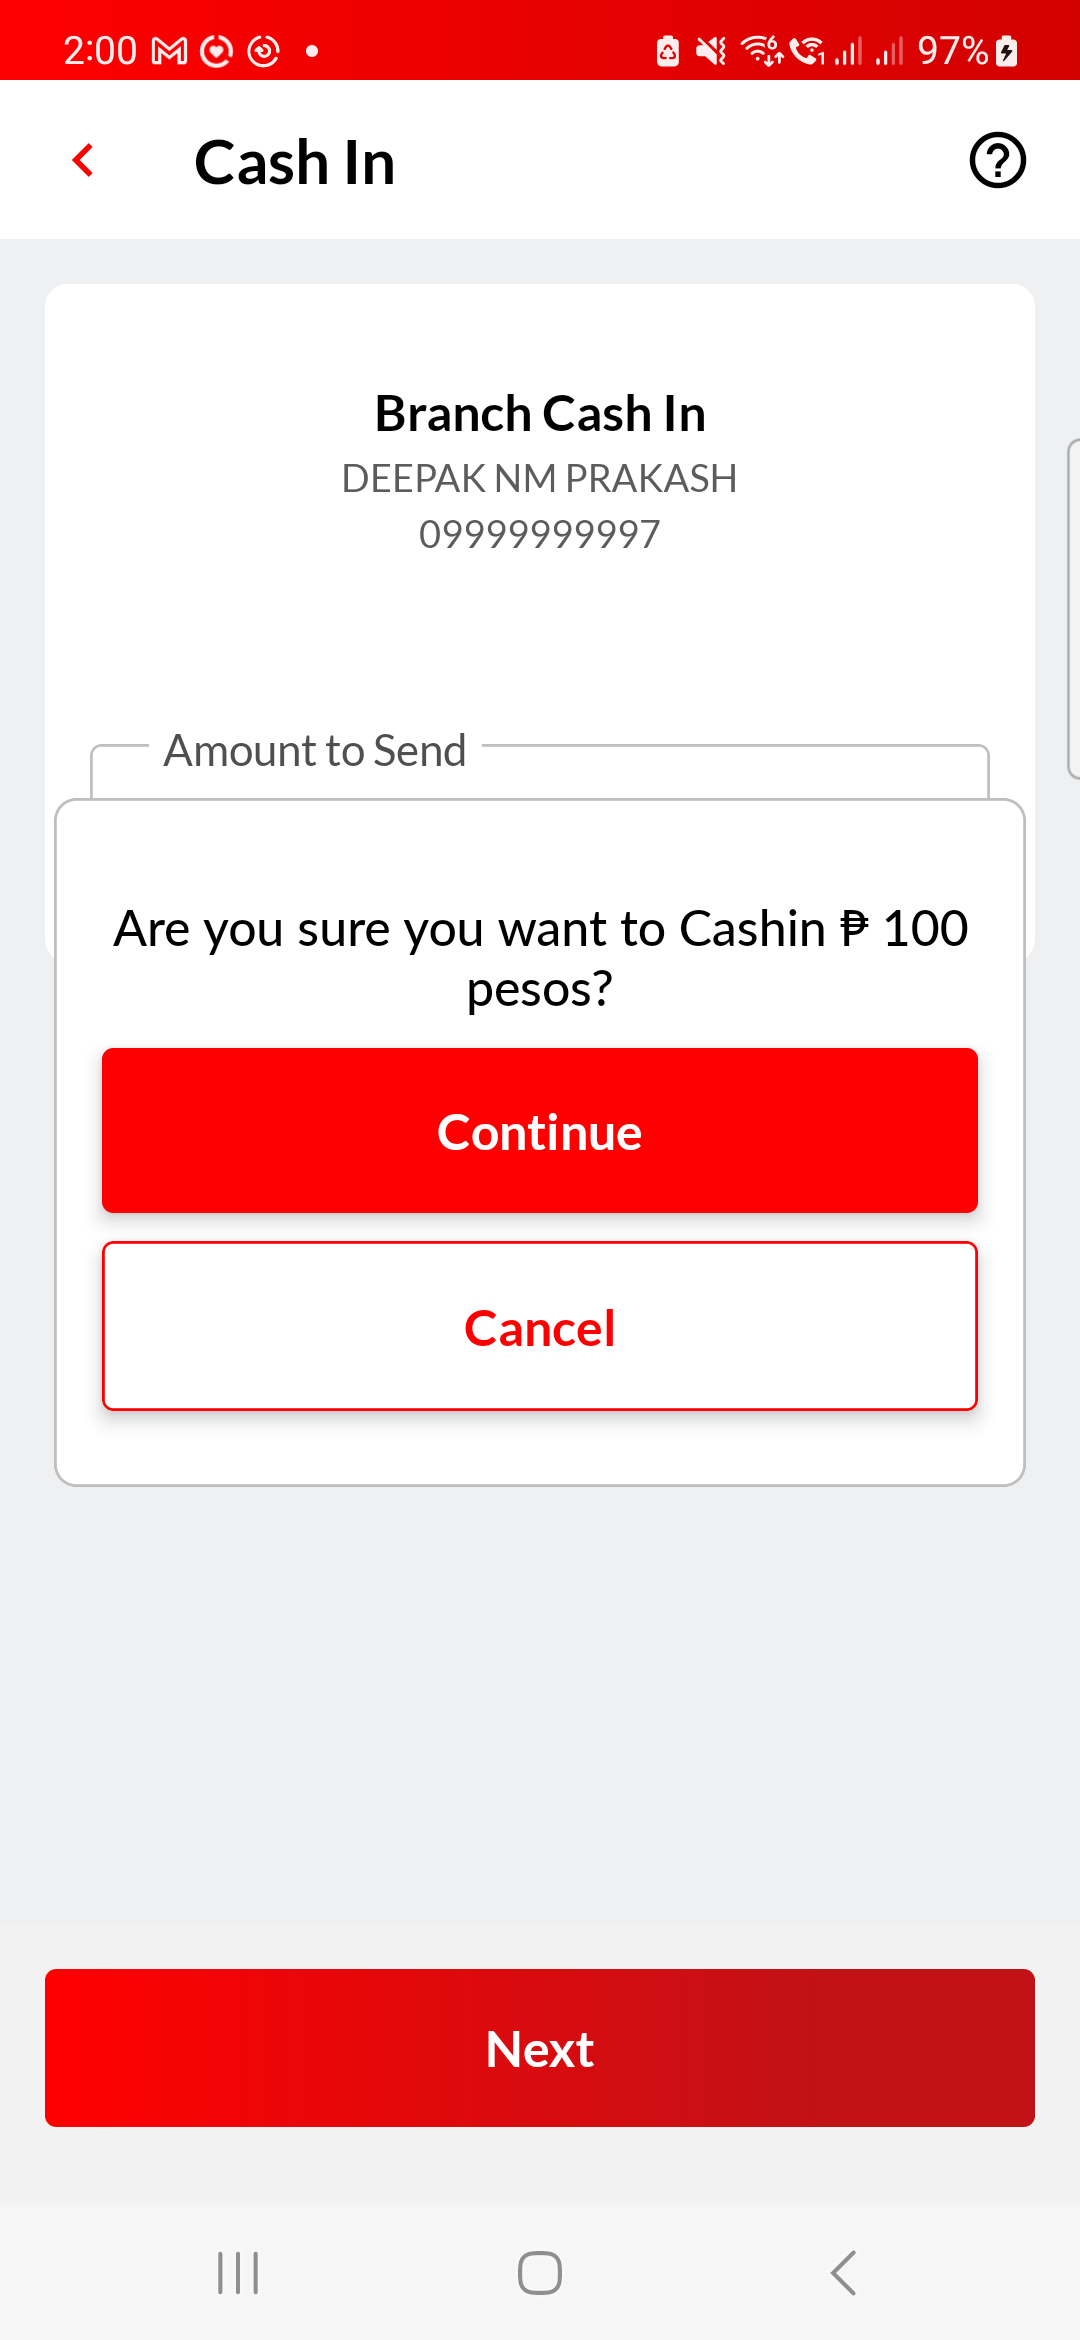 2:00
97%
Cash In
Branch Cash In
DEEPAK NM PRAKASH
09999999997
Amount to Send
Are you sure you want to Cashin ₱ 100
pesos?
Continue
Cancel
Next